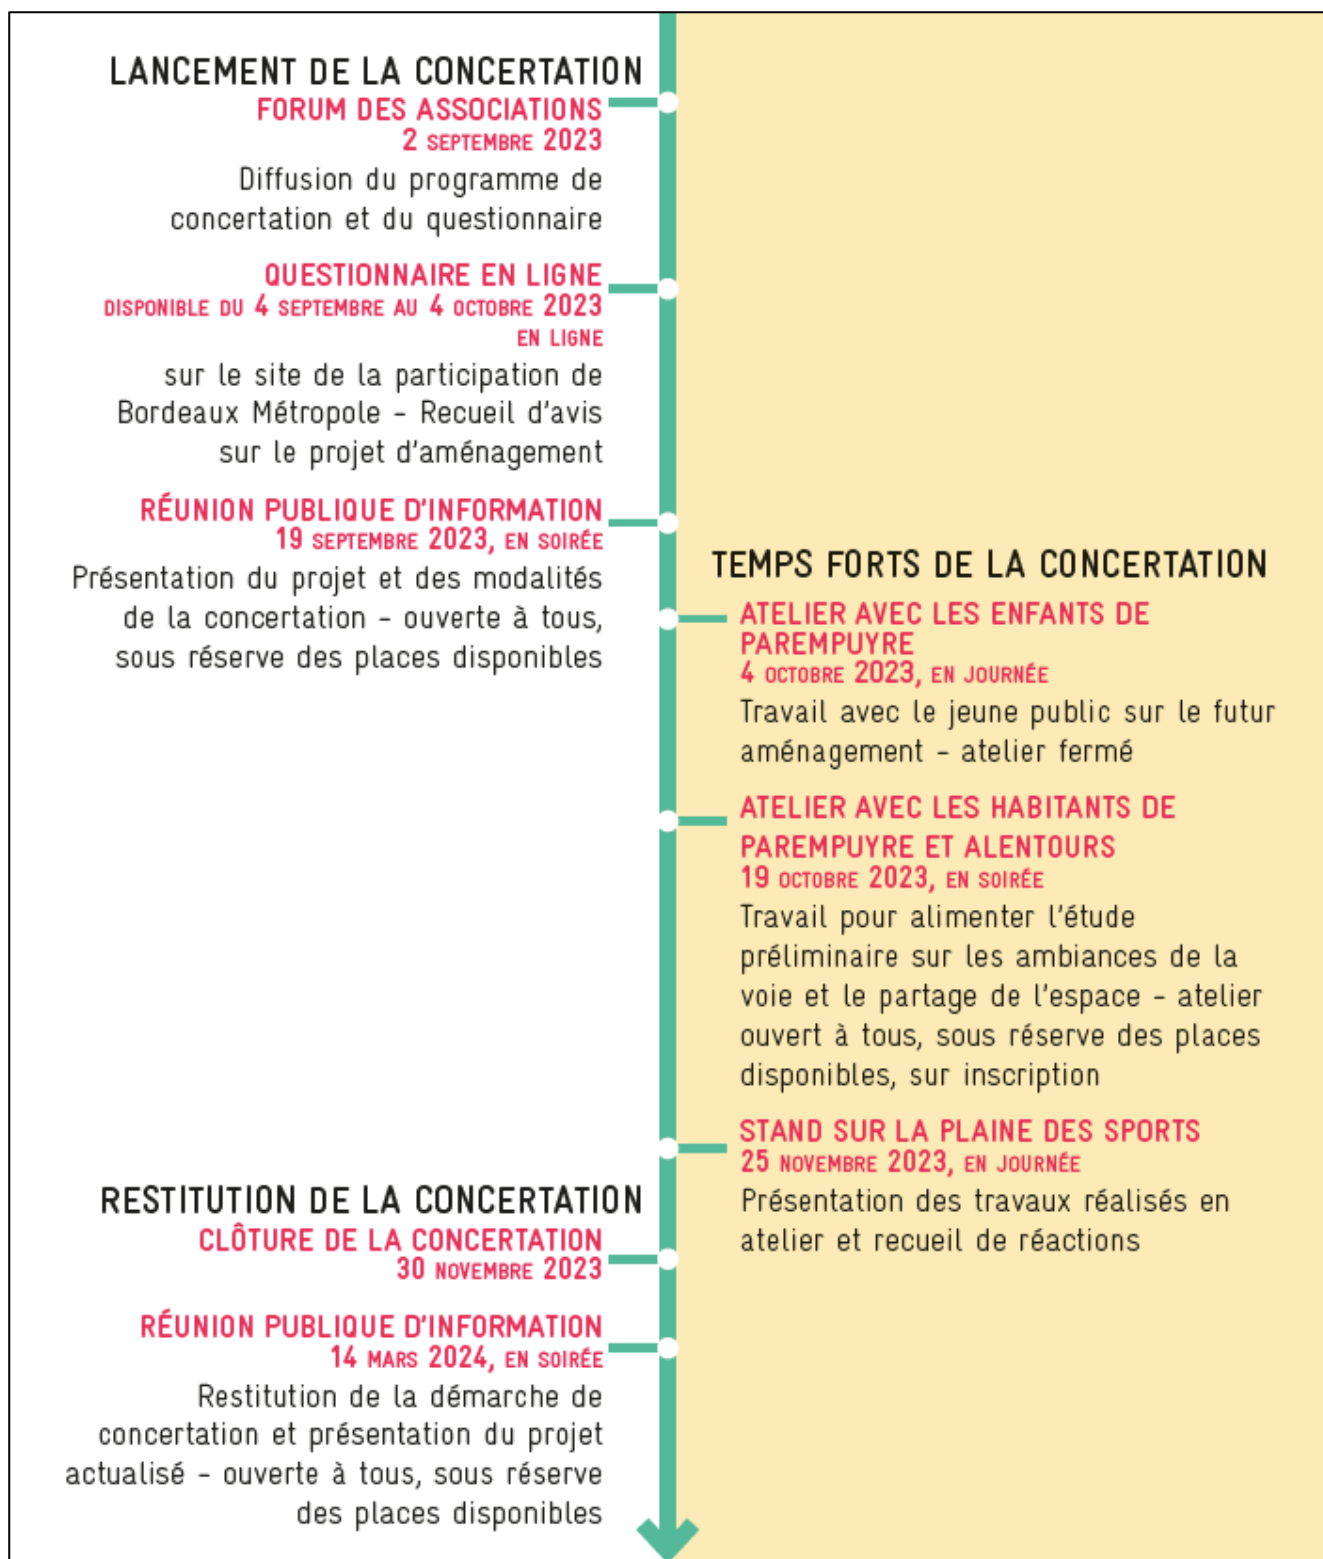 LANCEMENT DE LA CONCERTATION
FORUM DES ASSOCIATIONS
2 SEPTEMBRE 2023
Diffusion du programme de
concertation et du questionnaire
QUESTIONNAIRE EN LIGNE
DISPONIBLE DU 4 SEPTEMBRE AU 4 OCTOBRE 2023
EN LIGNE
sur le site de la participation de
Bordeaux Métropole - Recueil d'avis
sur le projet d'aménagement
RÉUNION PUBLIQUE D'INFORMATION
19 SEPTEMBRE 2023, EN SOIRÉE
Présentation du projet et des modalités
de la concertation - ouverte à tous,
sous réserve des places disponibles
TEMPS FORTS DE LA CONCERTATION
ATELIER AVEC LES ENFANTS DE
PAREMPUYRE
4 OCTOBRE 2023, EN JOURNÉE
Travail avec le jeune public sur le futur
aménagement - atelier fermé
ATELIER AVEC LES HABITANTS DE
PAREMPUYRE ET ALENTOURS
19 OCTOBRE 2023, EN SOIRÉE
Travail pour alimenter l'étude
préliminaire sur les ambiances de la
voie et le partage de l'espace - atelier
ouvert à tous, sous réserve des places
disponibles, sur inscription
STAND SUR LA PLAINE DES SPORTS
25 NOVEMBRE 2023, EN JOURNÉE
Présentation des travaux réalisés en
atelier et recueil de réactions
RESTITUTION DE LA CONCERTATION
CLÔTURE DE LA CONCERTATION
30 NOVEMBRE 2023
RÉUNION PUBLIQUE D'INFORMATION
14 MARS 2024, EN SOIRÉE
Restitution de la démarche de
concertation et présentation du projet
actualisé - ouverte à tous, sous réserve
des places disponibles